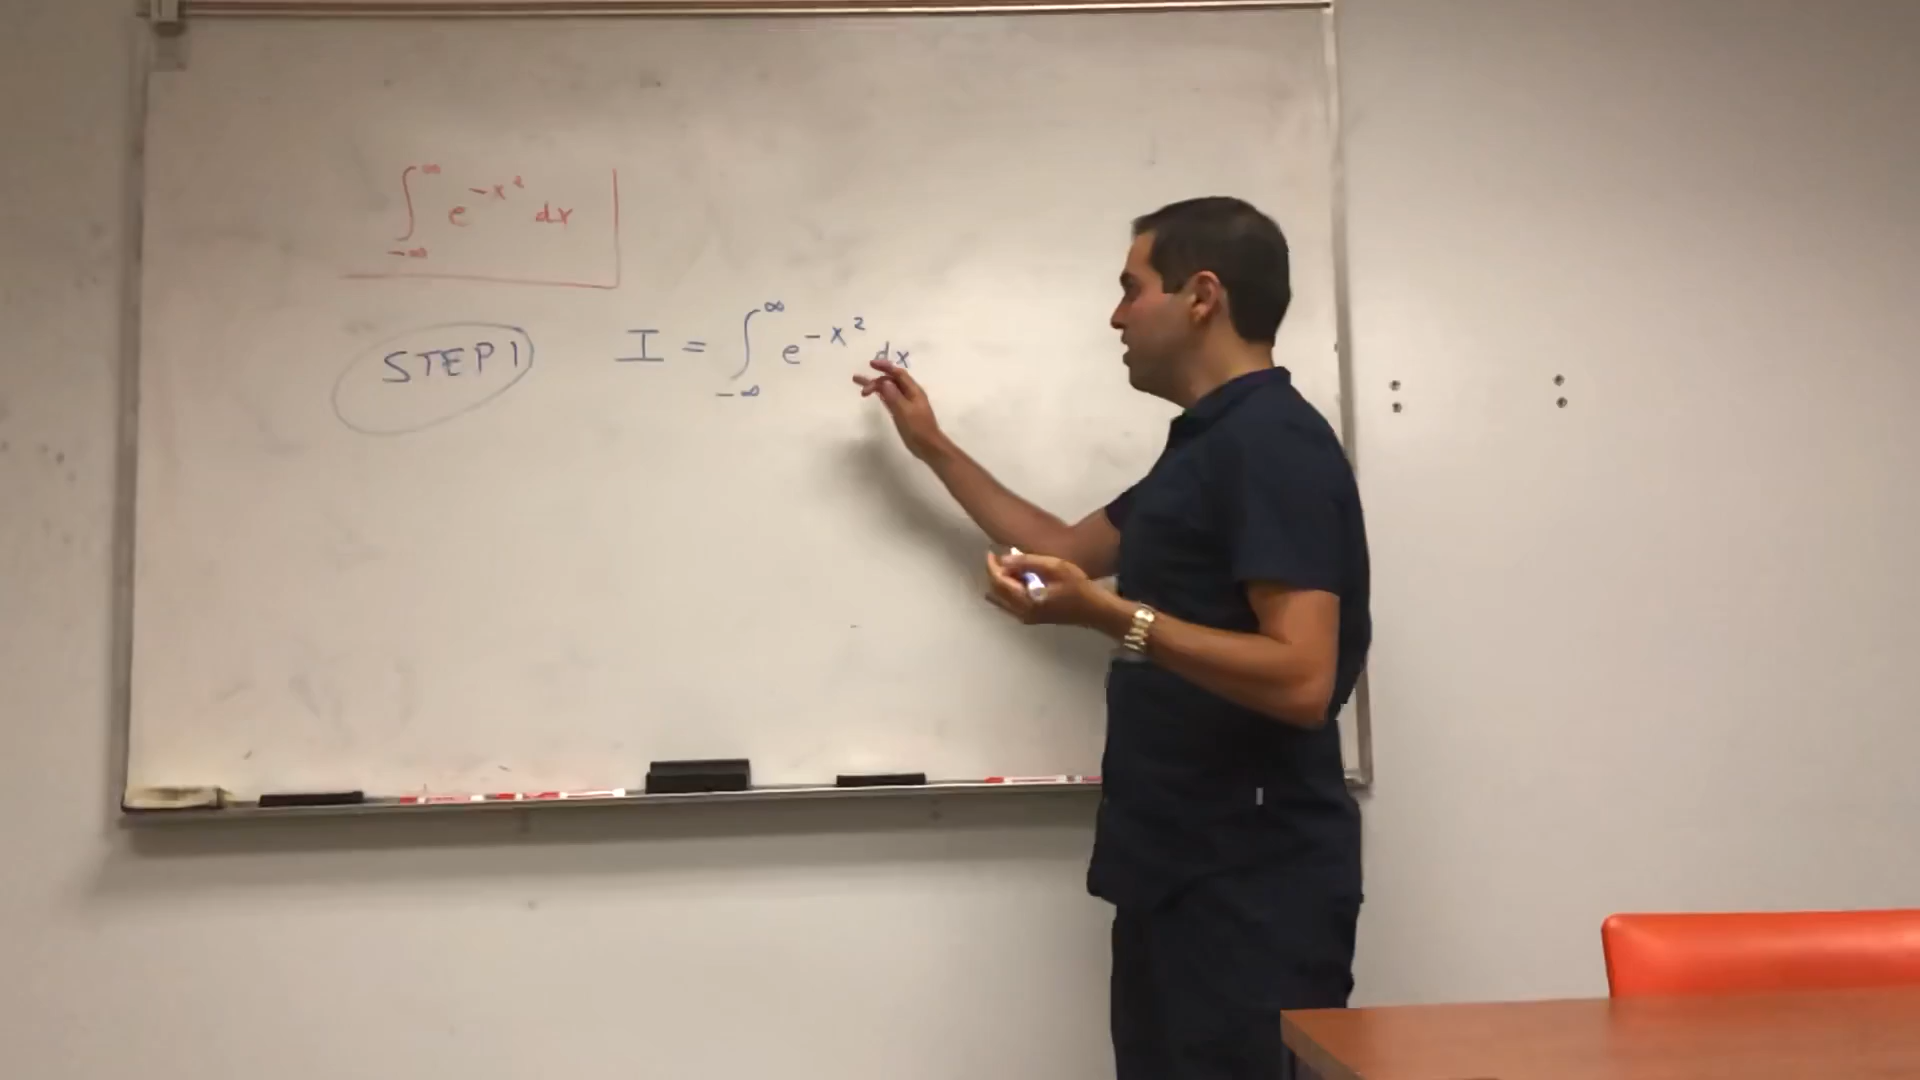 ∫_{-∞}^{∞} e^{-x²} dx
STEP 1 I = ∫_{-∞}^{∞} e^{-x²} dx